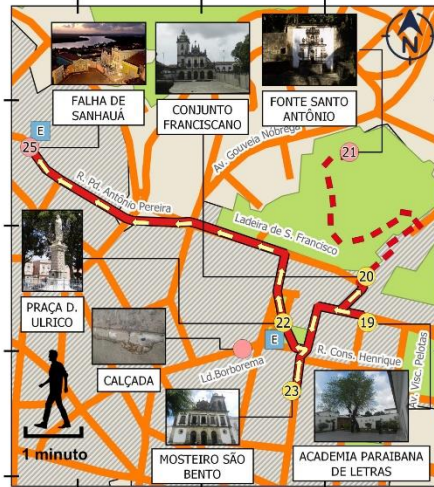 N
FALHA DE
SANHAUÁ
CONJUNTO
FRANCISCANO
FONTE SANTO
ANTÔNIO
E
25
21
Av. Gouveia Nóbrega
R. Pd. Antônio Pereira
Ladeira de S. Francisco
20
PRAÇA D.
ULRICO
22
19
E
R. Cons. Henrique
Av. Visc. Pelotas
CALÇADA
Ld.Borborema
23
1 minuto
MOSTEIRO SÃO
BENTO
ACADEMIA PARAIBANA
DE LETRAS